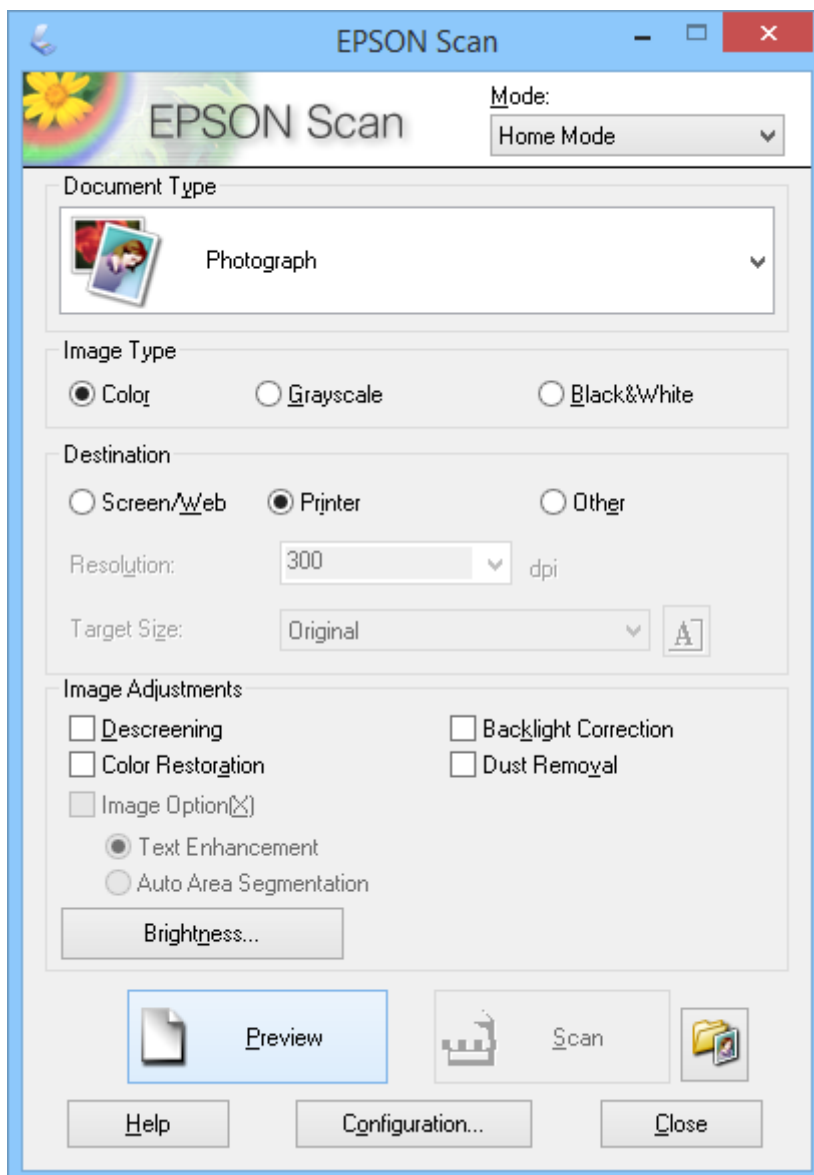 EPSON Scan
EPSON Scan
Mode:
Home Mode
Document Type
Photograph
Image Type
Color Grayscale Black&White
Destination
Screen/Web Printer Other
Resolution: 300 dpi
Target Size: Original A
Image Adjustments
Descreening Backlight Correction
Color Restoration Dust Removal
Image Option(X)
Text Enhancement
Auto Area Segmentation
Brightness...
Preview Scan
Help Configuration... Close